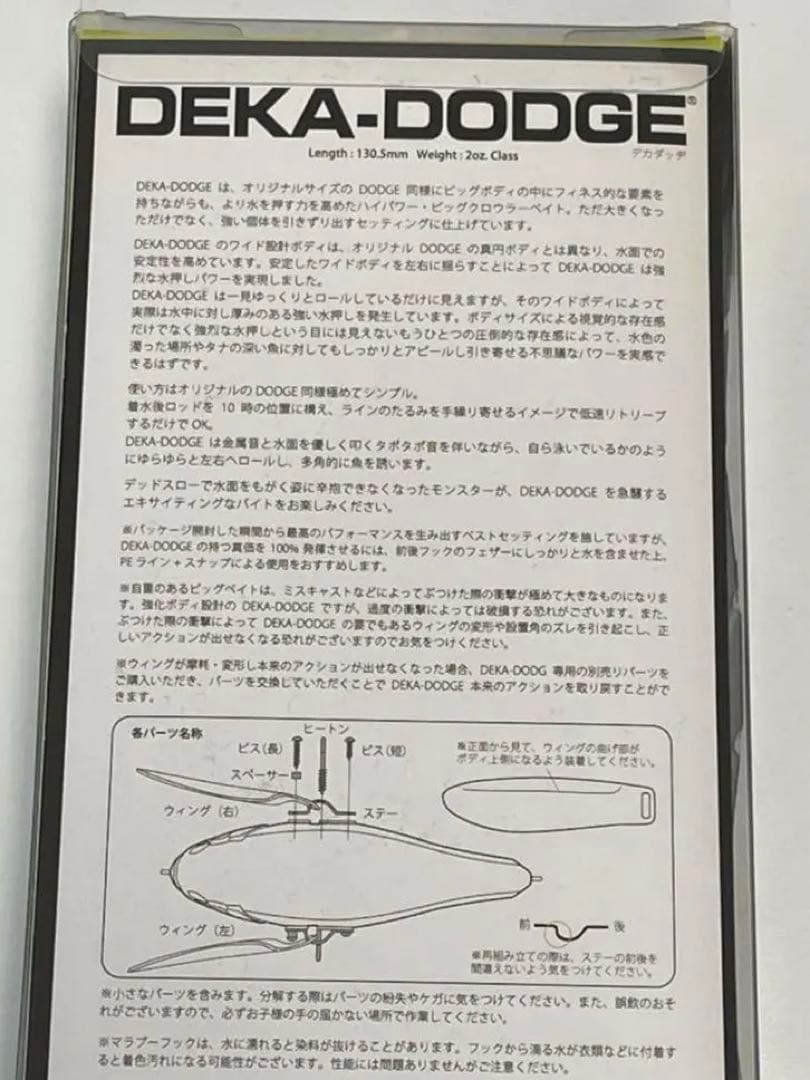 DEKA-DODGE®
Length : 130.5mm Weight : 2oz. Class
デカダッヂ
DEKA-DODGE は、オリジナルサイズの DODGE 同様にビッグボディの中にフィネス的な要素を
持ちながらも、より水を押す力を高めたハイパワー・ビッグクロウラーベイト。ただ大きくなっ
ただけでなく、強い個体を引きずり出すセッティングに仕上げています。
DEKA-DODGE のワイド設計ボディは、オリジナル DODGE の真円ボディとは異なり、水面での
安定性を高めています。安定したワイドボディを左右に揺らすことによって DEKA-DODGE は強
烈な水押しパワーを実現しました。
DEKA-DODGE は一見ゆっくりとロールしているだけに見えますが、そのワイドボディによって
実際は水中に対し厚みのある強い水押しを発生しています。ボディサイズによる視覚的な存在感
だけでなく強烈な水押しという目には見えないもうひとつの圧倒的な存在感によって、水色の
濁った場所やタナの深い魚に対してもしっかりとアピールし引き寄せる不思議なパワーを実感で
きるはずです。
使い方はオリジナルの DODGE 同様極めてシンプル。
着水後ロッドを 10 時の位置に構え、ラインのたるみを手繰り寄せるイメージで低速リトリーブ
するだけで OK。
DEKA-DODGE は金属音と水面を優しく叩くタポタポ音を伴いながら、自ら泳いでいるかのよう
にゆらゆらと左右へロールし、多角的に魚を誘います。
デッドスローで水面をもがく姿に辛抱できなくなったモンスターが、DEKA-DODGE を急襲する
エキサイティングなバイトをお楽しみください。
※パッケージ開封した瞬間から最高のパフォーマンスを生み出すベストセッティングを施していますが、
DEKA-DODGE の持つ真価を 100% 発揮させるには、前後フックのフェザーにしっかりと水を含ませた上、
PE ライン＋スナップによる使用をおすすめします。
※自重のあるビッグベイトは、ミスキャストなどによってぶつけた際の衝撃が極めて大きなものになりま
す。強化ボディ設計の DEKA-DODGE ですが、過度の衝撃によっては破損する恐れがございます。また、
ぶつけた際の衝撃によって DEKA-DODGE の要でもあるウィングの変形や設置角のズレを引き起こし、正
しいアクションが出せなくなる恐れがございますのでお気をつけください。
※ウィングが摩耗・変形し本来のアクションが出せなくなった場合、DEKA-DODG 専用の別売りパーツを
ご購入いただき、パーツを交換していただくことで DEKA-DODGE 本来のアクションを取り戻すことがで
きます。
各パーツ名称
ヒートン
ビス(長)
ビス(短)
スペーサー
ウィング（右）
ステー
※正面から見て、ウィングの曲げ部が
ボディ上側になるよう装着してください。
ウィング（左）
前
後
※再組み立ての際は、ステーの前後を
間違えないよう気をつけてください。
※小さなパーツを含みます。分解する際はパーツの紛失やケガに気をつけてください。また、誤飲のおそ
れがございますので、必ずお子様の手の届かない場所で作業してください。
※マラブーフックは、水に濡れると染料が抜けることがあります。フックから滴る水が衣類などに付着す
ると着色汚れになる可能性がございます。性能には問題ありませんがご注意ください。